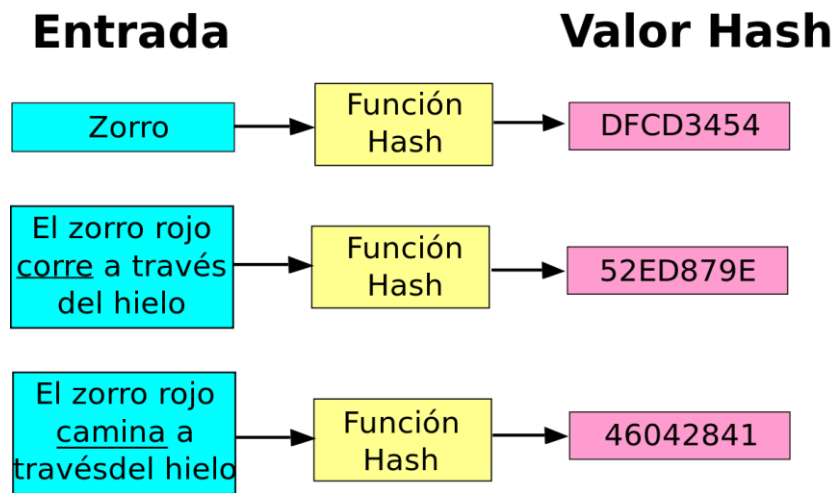 Entrada
Valor Hash
Zorro
Función
Hash
DFCD3454
El zorro rojo
corre a través
del hielo
Función
Hash
52ED879E
El zorro rojo
camina a
travésdel hielo
Función
Hash
46042841